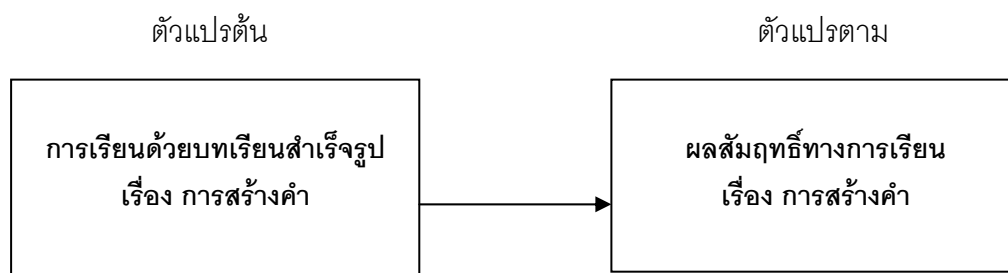 ตัวแปรต้น
ตัวแปรตาม
การเรียนด้วยบทเรียนสำเร็จรูป
เรื่อง การสร้างคำ
ผลสัมฤทธิ์ทางการเรียน
เรื่อง การสร้างคำ